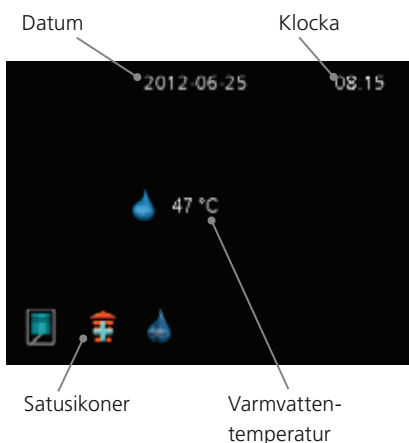 Datum Klocka
2012-06-25 08.15
47 °C
Satusikoner Varmvatten-
temperatur